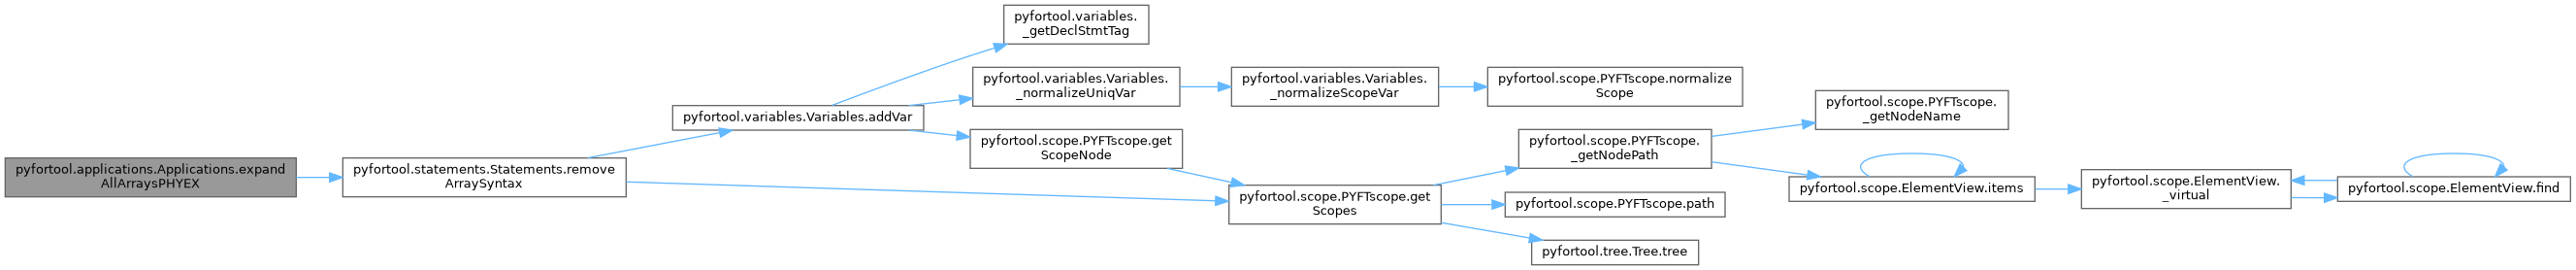 pyfortool.applications.Applications.expand
AllArraysPHYEX
pyfortool.statements.Statements.remove
ArraySyntax
pyfortool.variables.Variables.addVar
pyfortool.variables.
_getDeclStmtTag
pyfortool.variables.Variables.
_normalizeUniqVar
pyfortool.variables.Variables.
_normalizeScopeVar
pyfortool.scope.PYFTscope.normalize
Scope
pyfortool.scope.PYFTscope.get
ScopeNode
pyfortool.scope.PYFTscope.get
Scopes
pyfortool.scope.PYFTscope.
_getNodePath
pyfortool.scope.PYFTscope.path
pyfortool.tree.Tree.tree
pyfortool.scope.PYFTscope.
_getNodeName
pyfortool.scope.ElementView.items
pyfortool.scope.ElementView.
_virtual
pyfortool.scope.ElementView.find